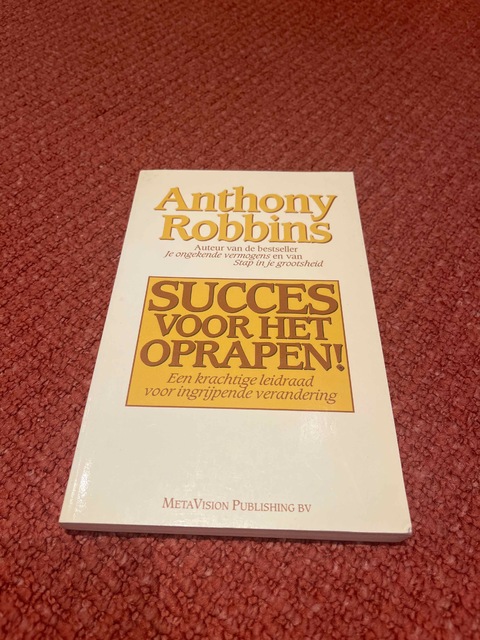 Anthony
Robbins
Auteur van de bestseller
Je ongekende vermogens en van
Stap in je grootsheid
SUCCES
VOOR HET
OPRAPEN!
Een krachtige leidraad
voor ingrijpende verandering
METAVISION PUBLISHING BV